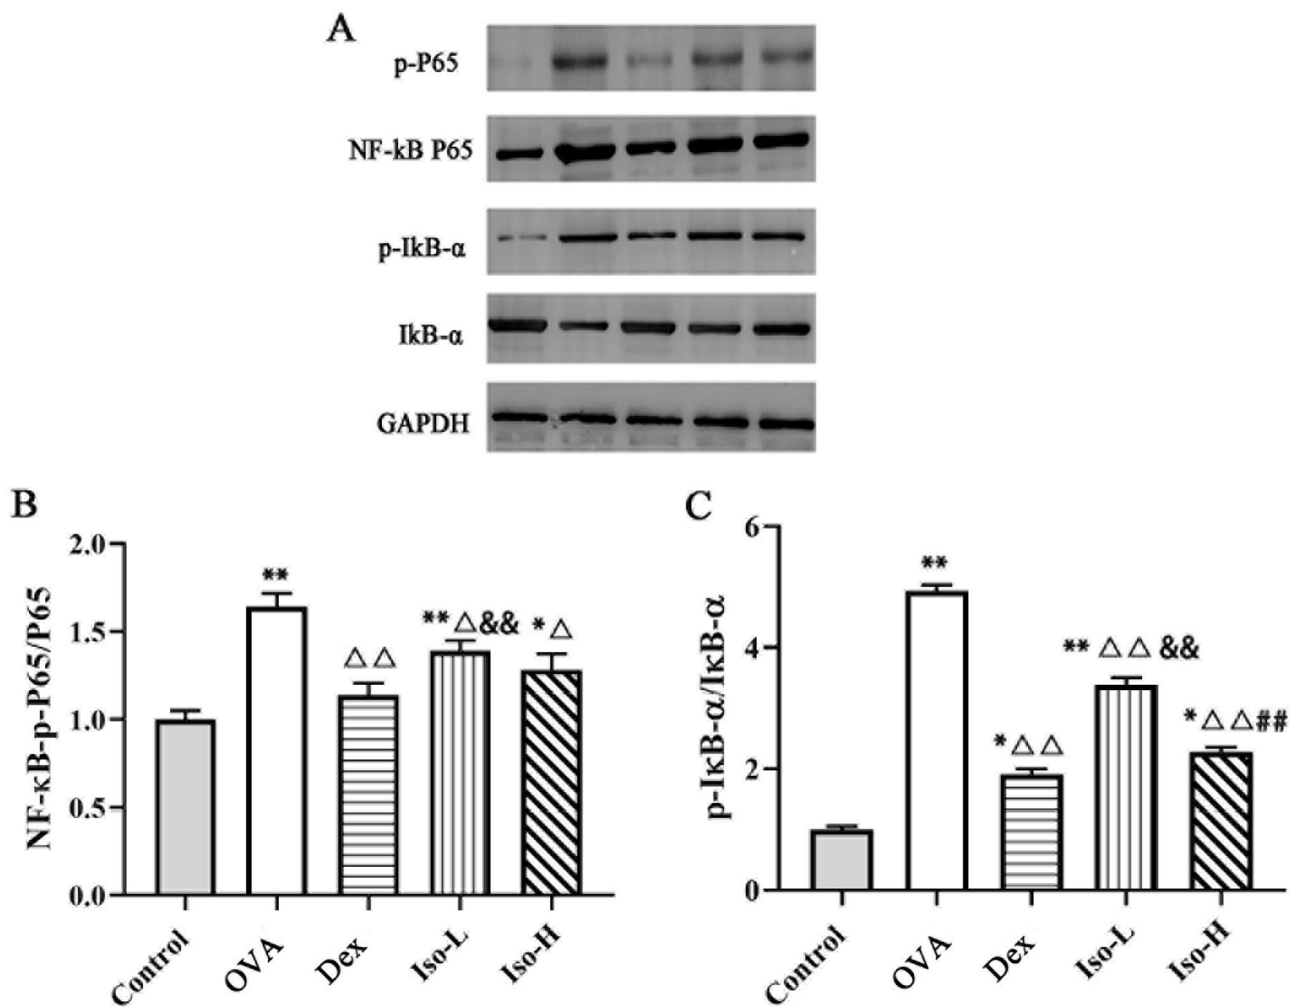 A
p-P65
NF-kB P65
p-IkB-α
IkB-α
GAPDH
B
NF-κB-p-P65/P65
2.0
1.5
1.0
0.5
0.0
**
△△
**△&&
*△
Control
OVA
Dex
Iso-L
Iso-H
C
p-IκB-α/IκB-α
6
4
2
0
**
*△△
**△△&&
*△△##
Control
OVA
Dex
Iso-L
Iso-H